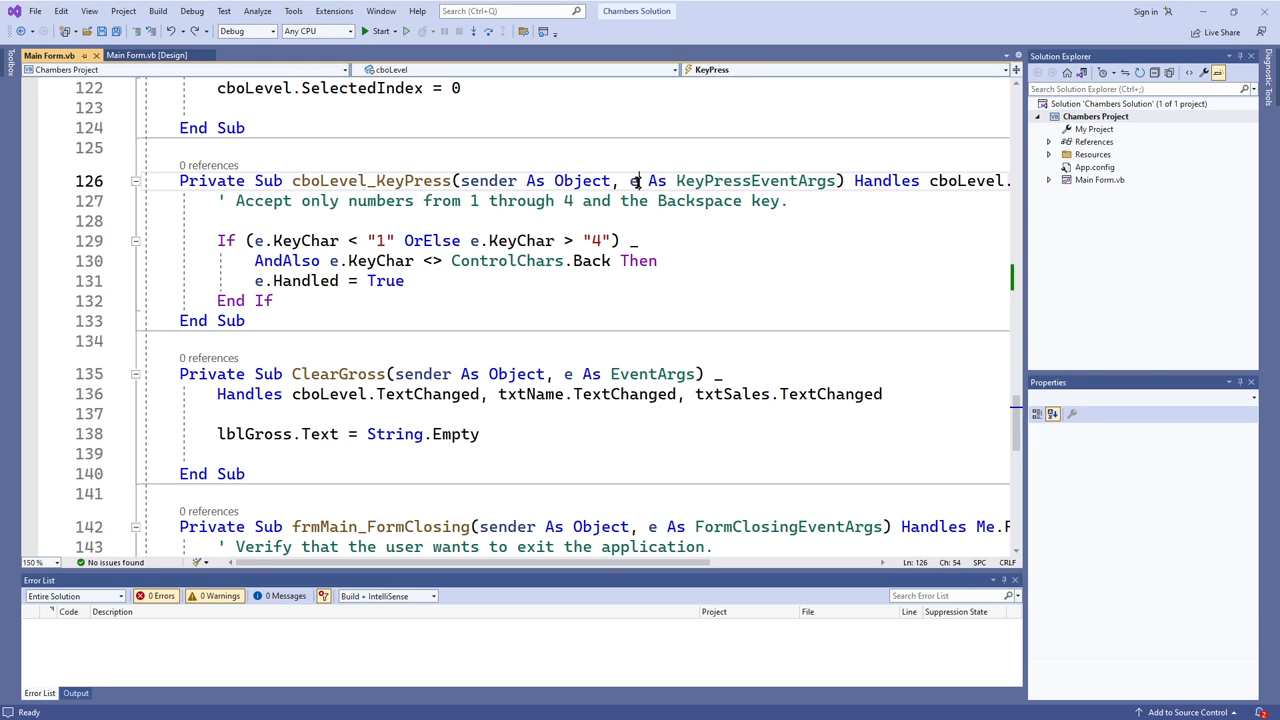 File Edit View Git Project Build Debug Test Analyze Tools Extensions Window Help Search (Ctrl+Q) Chambers Solution Sign in
Debug Any CPU Start Live Share
Main Form.vb Main Form.vb [Design]
Chambers Project cboLevel KeyPress
122 cboLevel.SelectedIndex = 0
123
124 End Sub
125
0 references
126 Private Sub cboLevel_KeyPress(sender As Object, e As KeyPressEventArgs) Handles cboLevel.
127 ' Accept only numbers from 1 through 4 and the Backspace key.
128
129 If (e.KeyChar < "1" OrElse e.KeyChar > "4") _
130 AndAlso e.KeyChar <> ControlChars.Back Then
131 e.Handled = True
132 End If
133 End Sub
134
0 references
135 Private Sub ClearGross(sender As Object, e As EventArgs) _
136 Handles cboLevel.TextChanged, txtName.TextChanged, txtSales.TextChanged
137
138 lblGross.Text = String.Empty
139
140 End Sub
141
0 references
142 Private Sub frmMain_FormClosing(sender As Object, e As FormClosingEventArgs) Handles Me.F
143 ' Verify that the user wants to exit the application.
150 % No issues found Ln: 126 Ch: 54 SPC CRLF
Error List
Entire Solution 0 Errors 0 Warnings 0 Messages Build + IntelliSense Search Error List
Code Description Project File Line Suppression State
Error List Output
Ready Add to Source Control 2
Toolbox
Solution Explorer
Search Solution Explorer (Ctrl+;)
Solution 'Chambers Solution' (1 of 1 project)
Chambers Project
My Project
References
Resources
App.config
Main Form.vb
Properties
Diagnostic Tools